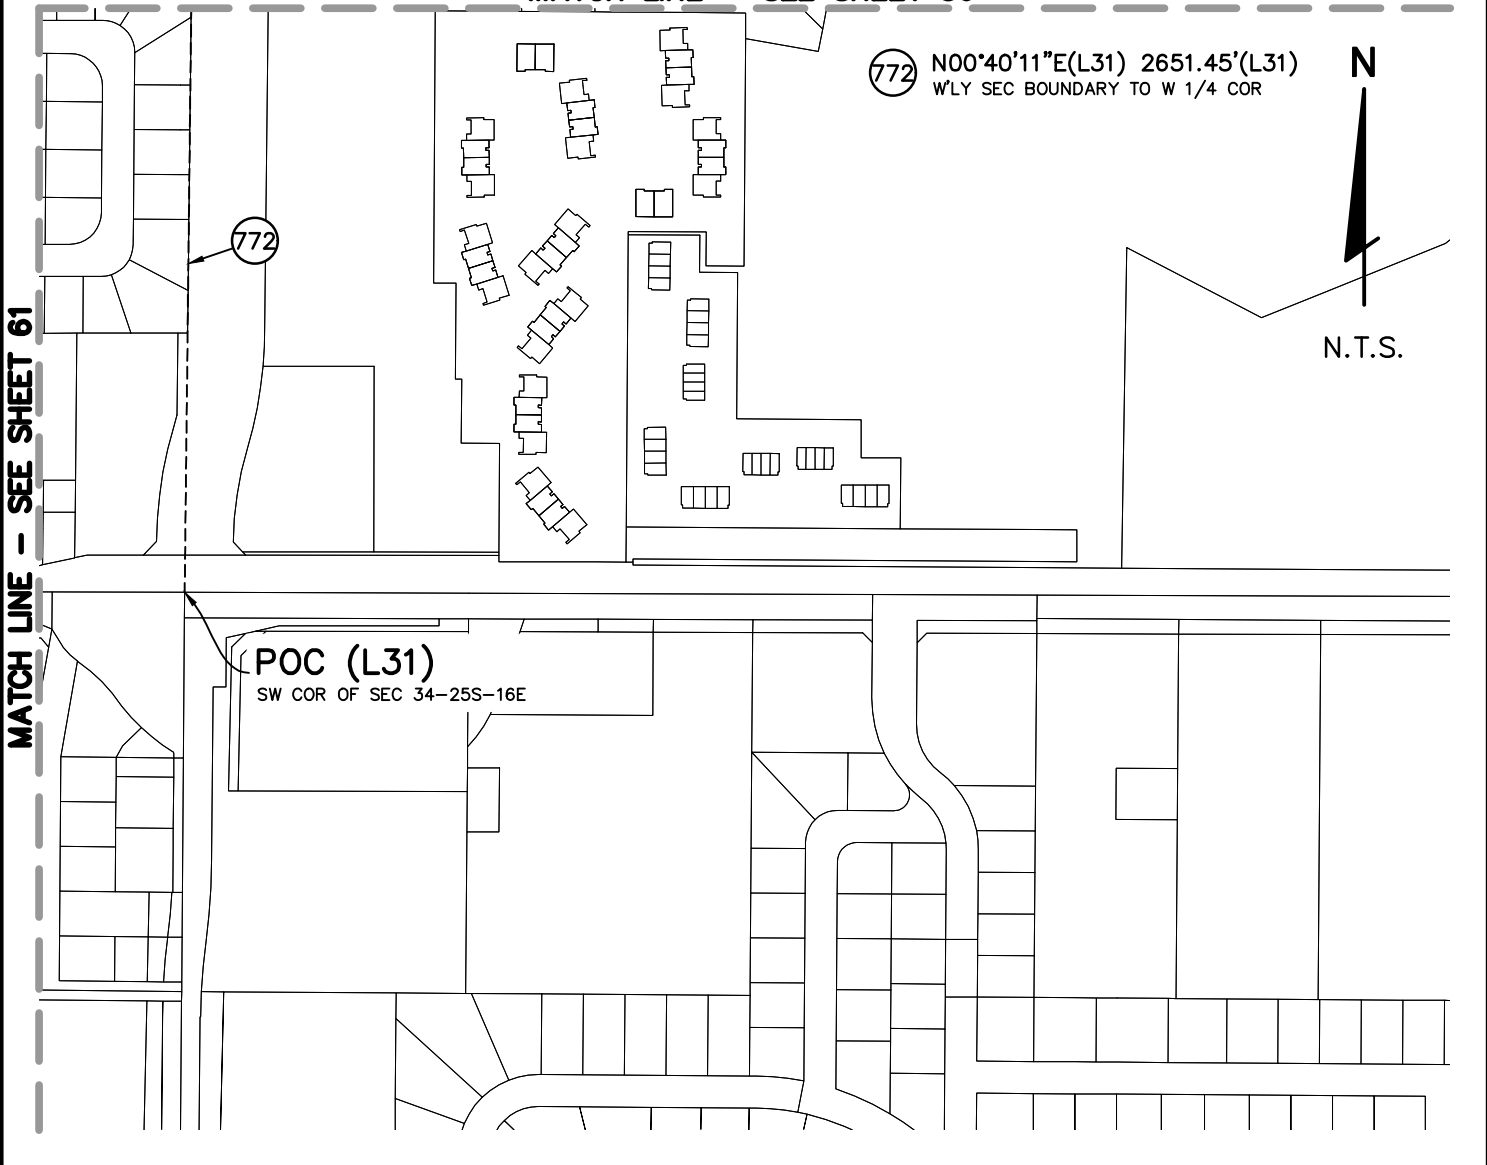 772 N00°40'11"E(L31) 2651.45'(L31)
W'LY SEC BOUNDARY TO W 1/4 COR
N
N.T.S.
772
MATCH LINE - SEE SHEET 61
POC (L31)
SW COR OF SEC 34-25S-16E